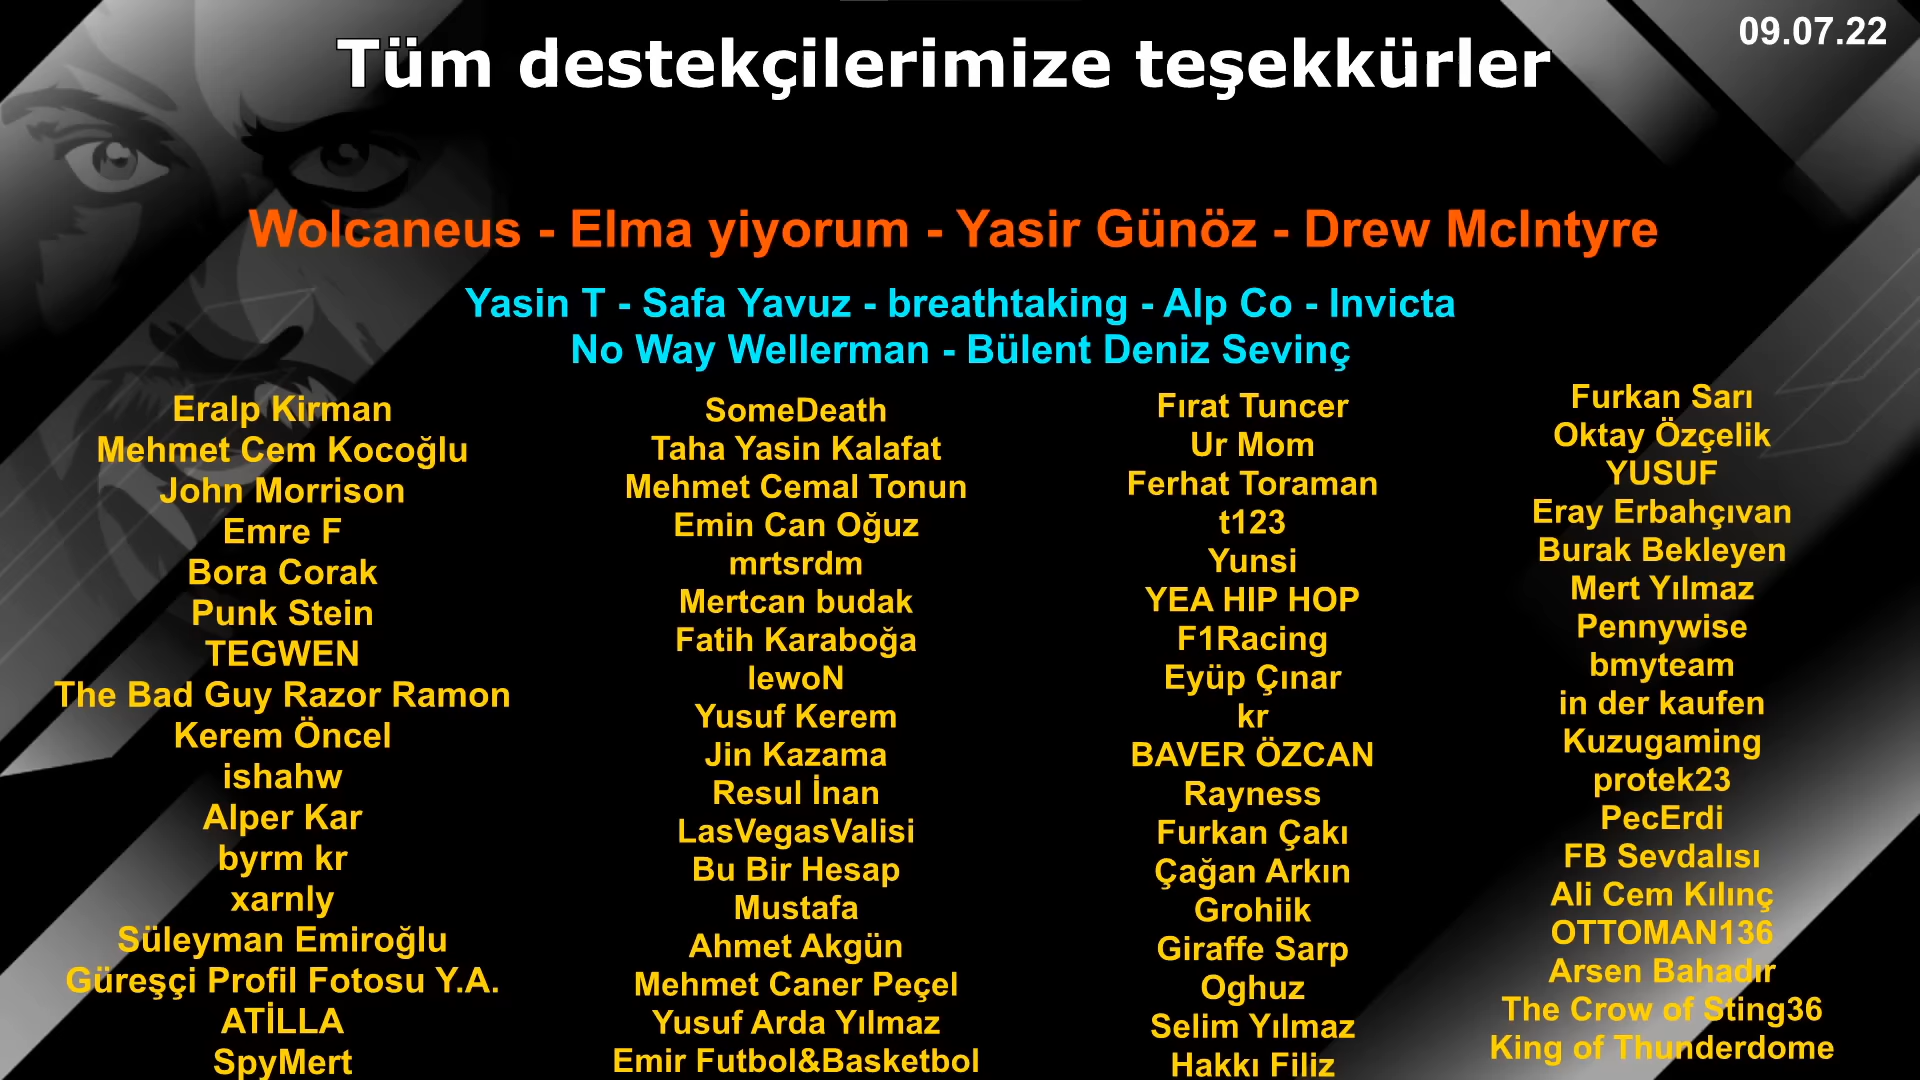 09.07.22
Tüm destekçilerimize teşekkürler
Wolcaneus - Elma yiyorum - Yasir Günöz - Drew McIntyre
Yasin T - Safa Yavuz - breathtaking - Alp Co - Invicta
No Way Wellerman - Bülent Deniz Sevinç
Eralp Kirman
Mehmet Cem Kocoğlu
John Morrison
Emre F
Bora Corak
Punk Stein
TEGWEN
The Bad Guy Razor Ramon
Kerem Öncel
ishahw
Alper Kar
byrm kr
xarnly
Süleyman Emiroğlu
Güreşçi Profil Fotosu Y.A.
ATİLLA
SpyMert
SomeDeath
Taha Yasin Kalafat
Mehmet Cemal Tonun
Emin Can Oğuz
mrtsrdm
Mertcan budak
Fatih Karaboğa
lewoN
Yusuf Kerem
Jin Kazama
Resul İnan
LasVegasValisi
Bu Bir Hesap
Mustafa
Ahmet Akgün
Mehmet Caner Peçel
Yusuf Arda Yılmaz
Emir Futbol&Basketbol
Fırat Tuncer
Ur Mom
Ferhat Toraman
t123
Yunsi
YEA HIP HOP
F1Racing
Eyüp Çınar
kr
BAVER ÖZCAN
Rayness
Furkan Çakı
Çağan Arkın
Grohiik
Giraffe Sarp
Oghuz
Selim Yılmaz
Hakkı Filiz
Furkan Sarı
Oktay Özçelik
YUSUF
Eray Erbahçıvan
Burak Bekleyen
Mert Yılmaz
Pennywise
bmyteam
in der kaufen
Kuzugaming
protek23
PecErdi
FB Sevdalısı
Ali Cem Kılınç
OTTOMAN136
Arsen Bahadır
The Crow of Sting36
King of Thunderdome